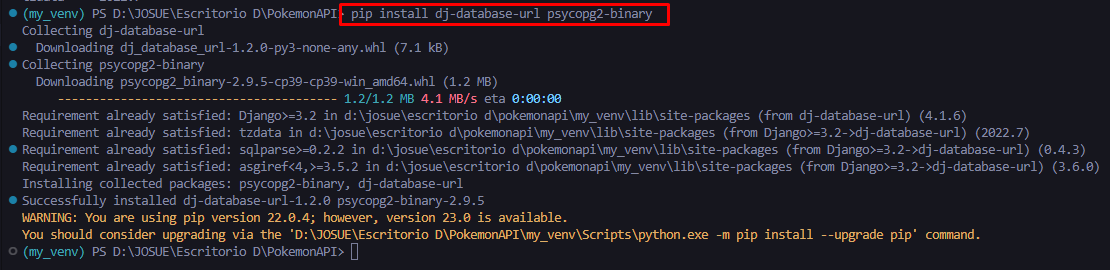 (my_venv) PS D:\JOSUE\Escritorio D\PokemonAPI> pip install dj-database-url psycopg2-binary
Collecting dj-database-url
Downloading dj_database_url-1.2.0-py3-none-any.whl (7.1 kB)
Collecting psycopg2-binary
Downloading psycopg2_binary-2.9.5-cp39-cp39-win_amd64.whl (1.2 MB)
---------------------------------------- 1.2/1.2 MB 4.1 MB/s eta 0:00:00
Requirement already satisfied: Django>=3.2 in d:\josue\escritorio d\pokemonapi\my_venv\lib\site-packages (from dj-database-url) (4.1.6)
Requirement already satisfied: tzdata in d:\josue\escritorio d\pokemonapi\my_venv\lib\site-packages (from Django>=3.2->dj-database-url) (2022.7)
Requirement already satisfied: sqlparse>=0.2.2 in d:\josue\escritorio d\pokemonapi\my_venv\lib\site-packages (from Django>=3.2->dj-database-url) (0.4.3)
Requirement already satisfied: asgiref<4,>=3.5.2 in d:\josue\escritorio d\pokemonapi\my_venv\lib\site-packages (from Django>=3.2->dj-database-url) (3.6.0)
Installing collected packages: psycopg2-binary, dj-database-url
Successfully installed dj-database-url-1.2.0 psycopg2-binary-2.9.5
WARNING: You are using pip version 22.0.4; however, version 23.0 is available.
You should consider upgrading via the 'D:\JOSUE\Escritorio D\PokemonAPI\my_venv\Scripts\python.exe -m pip install --upgrade pip' command.
(my_venv) PS D:\JOSUE\Escritorio D\PokemonAPI>